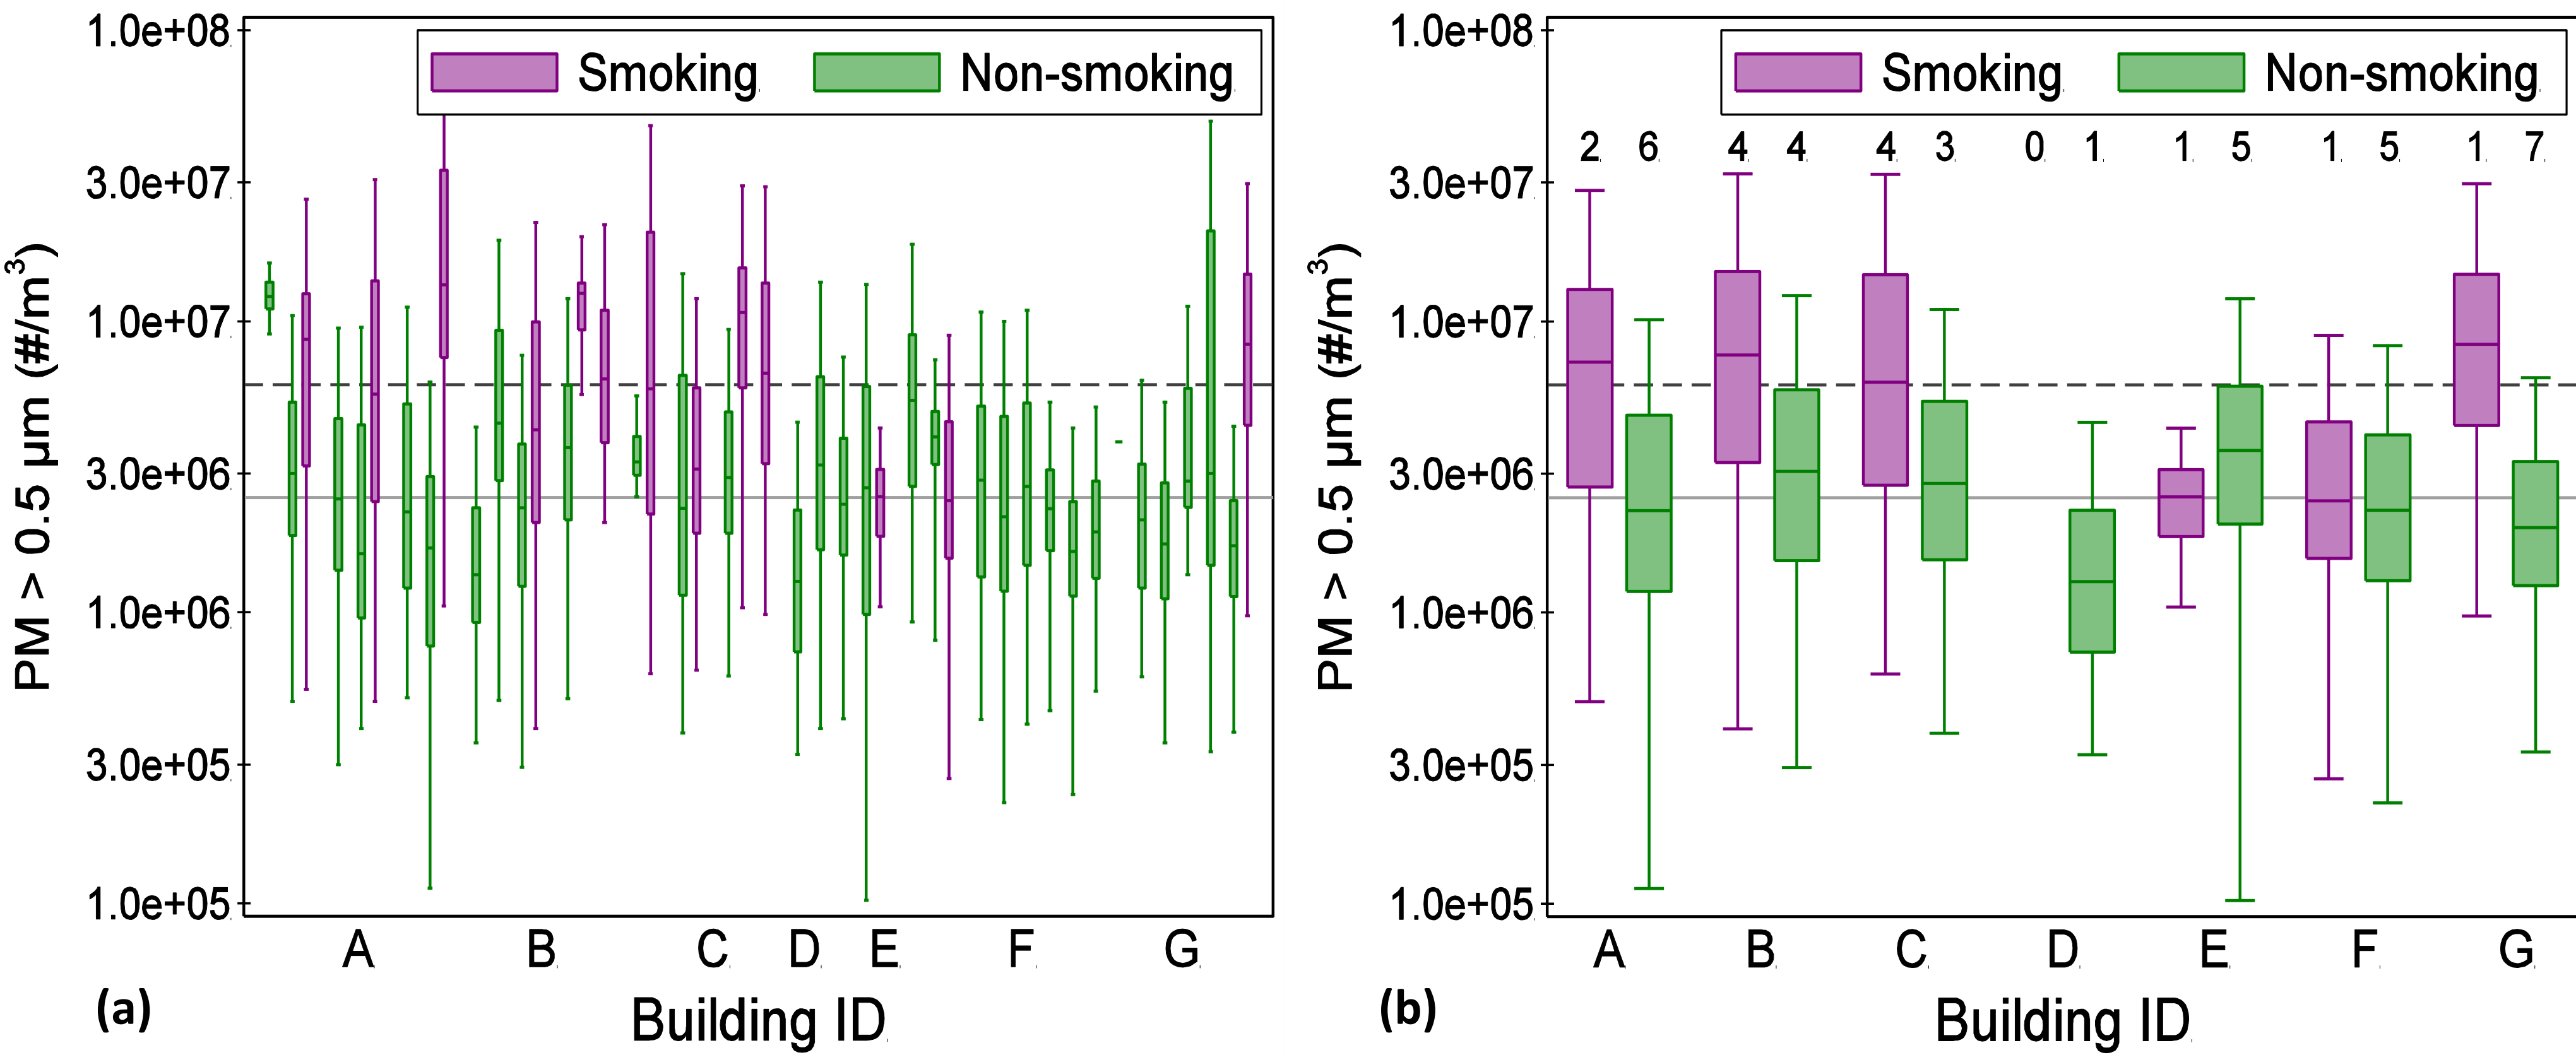 1.0e+08
3.0e+07
1.0e+07
3.0e+06
1.0e+06
3.0e+05
1.0e+05
PM > 0.5 µm (#/m³)
Smoking Non-smoking
A B C D E F G
(a)
Building ID
1.0e+08
3.0e+07
1.0e+07
3.0e+06
1.0e+06
3.0e+05
1.0e+05
PM > 0.5 µm (#/m³)
Smoking Non-smoking
2 6 4 4 4 3 0 1 1 5 1 5 1 7
A B C D E F G
(b)
Building ID